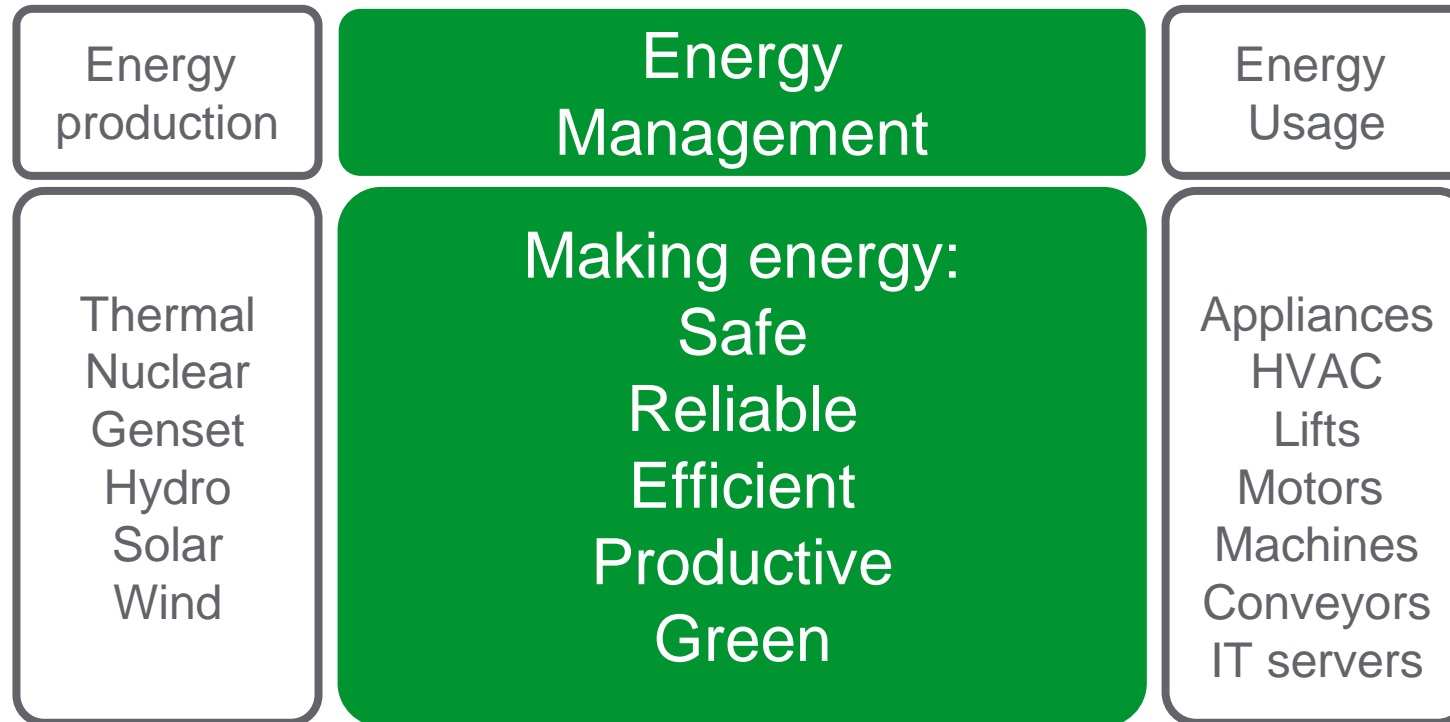 Energy
production
Energy
Management
Energy
Usage
Thermal
Nuclear
Genset
Hydro
Solar
Wind
Making energy:
Safe
Reliable
Efficient
Productive
Green
Appliances
HVAC
Lifts
Motors
Machines
Conveyors
IT servers